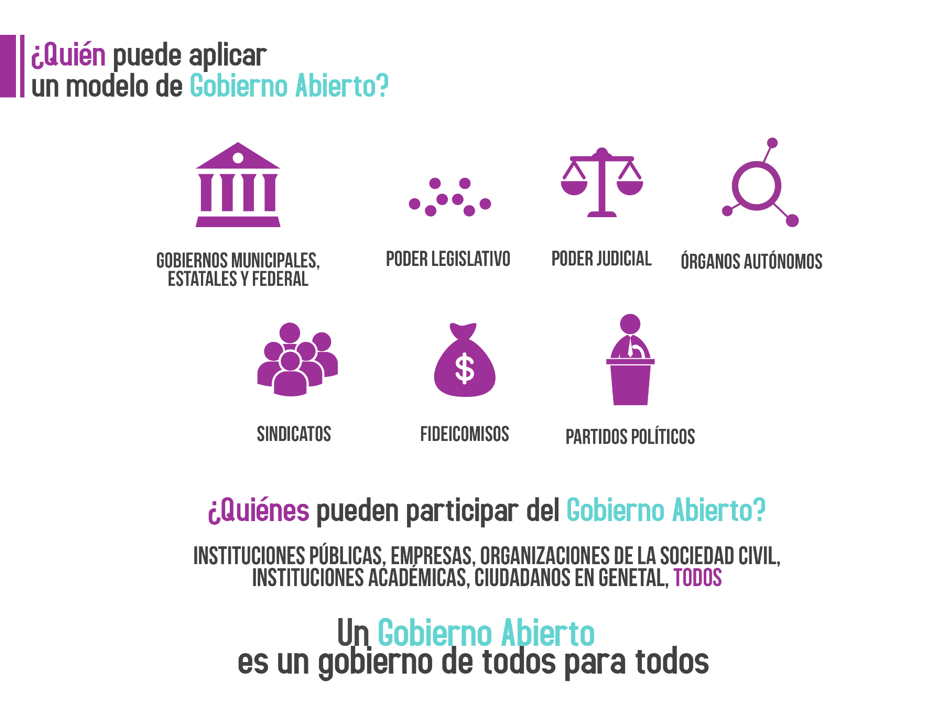 ¿Quién puede aplicar
un modelo de Gobierno Abierto?
GOBIERNOS MUNICIPALES,
ESTATALES Y FEDERAL
PODER LEGISLATIVO
PODER JUDICIAL
ÓRGANOS AUTÓNOMOS
$
SINDICATOS
FIDEICOMISOS
PARTIDOS POLÍTICOS
¿Quiénes pueden participar del Gobierno Abierto?
INSTITUCIONES PÚBLICAS, EMPRESAS, ORGANIZACIONES DE LA SOCIEDAD CIVIL,
INSTITUCIONES ACADÉMICAS, CIUDADANOS EN GENETAL, TODOS
Un Gobierno Abierto
es un gobierno de todos para todos